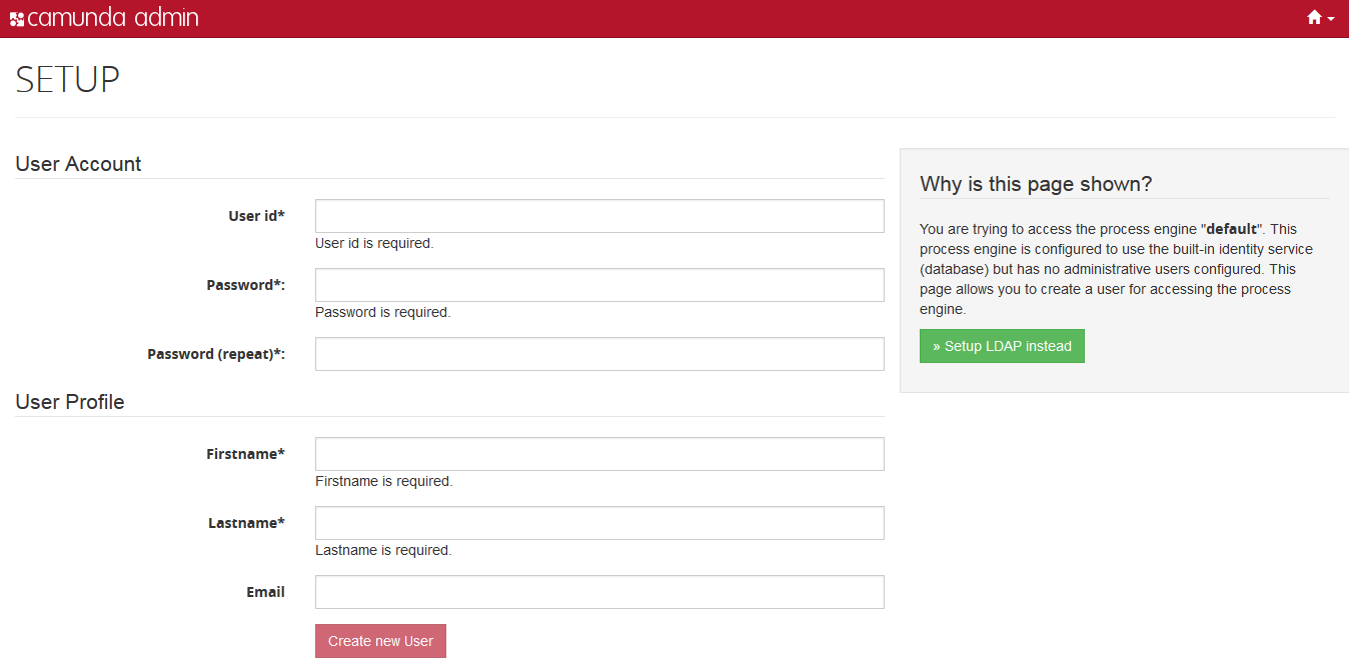 camunda admin
SETUP
User Account
User id*
User id is required.
Password*:
Password is required.
Password (repeat)*:
User Profile
Firstname*
Firstname is required.
Lastname*
Lastname is required.
Email
Create new User
Why is this page shown?
You are trying to access the process engine "default". This
process engine is configured to use the built-in identity service
(database) but has no administrative users configured. This
page allows you to create a user for accessing the process
engine.
» Setup LDAP instead